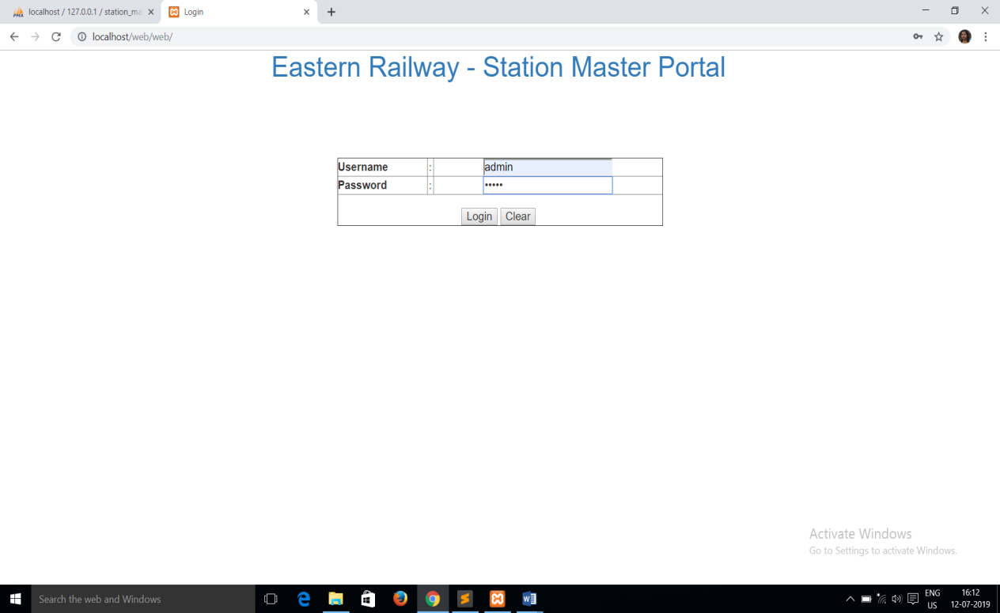 localhost / 127.0.0.1 / station_ma
Login
localhost/web/web/
Eastern Railway - Station Master Portal
Username : admin
Password : •••••
Login Clear
Activate Windows
Go to Settings to activate Windows.
Search the web and Windows
ENG 16:12
US 12-07-2019